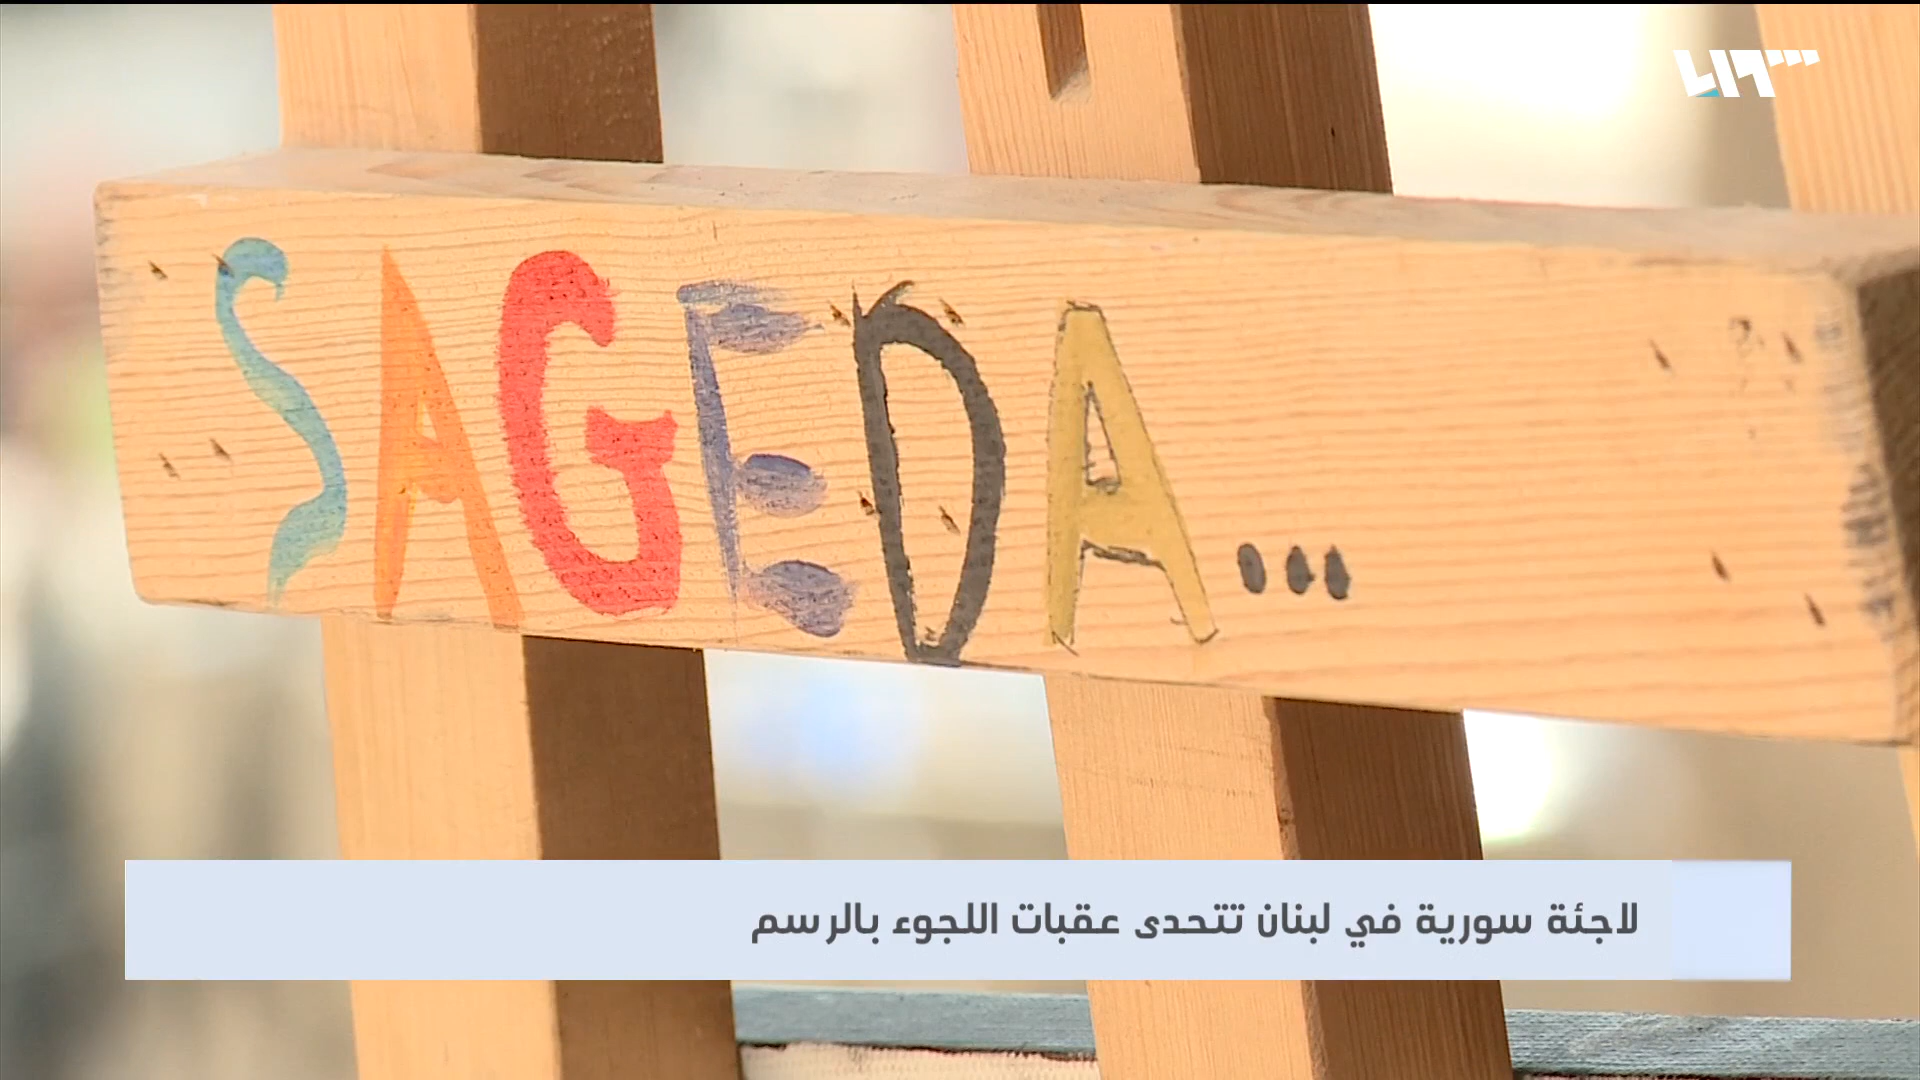 SAGEDA...
لاجئة سورية في لبنان تتحدى عقبات اللجوء بالرسم